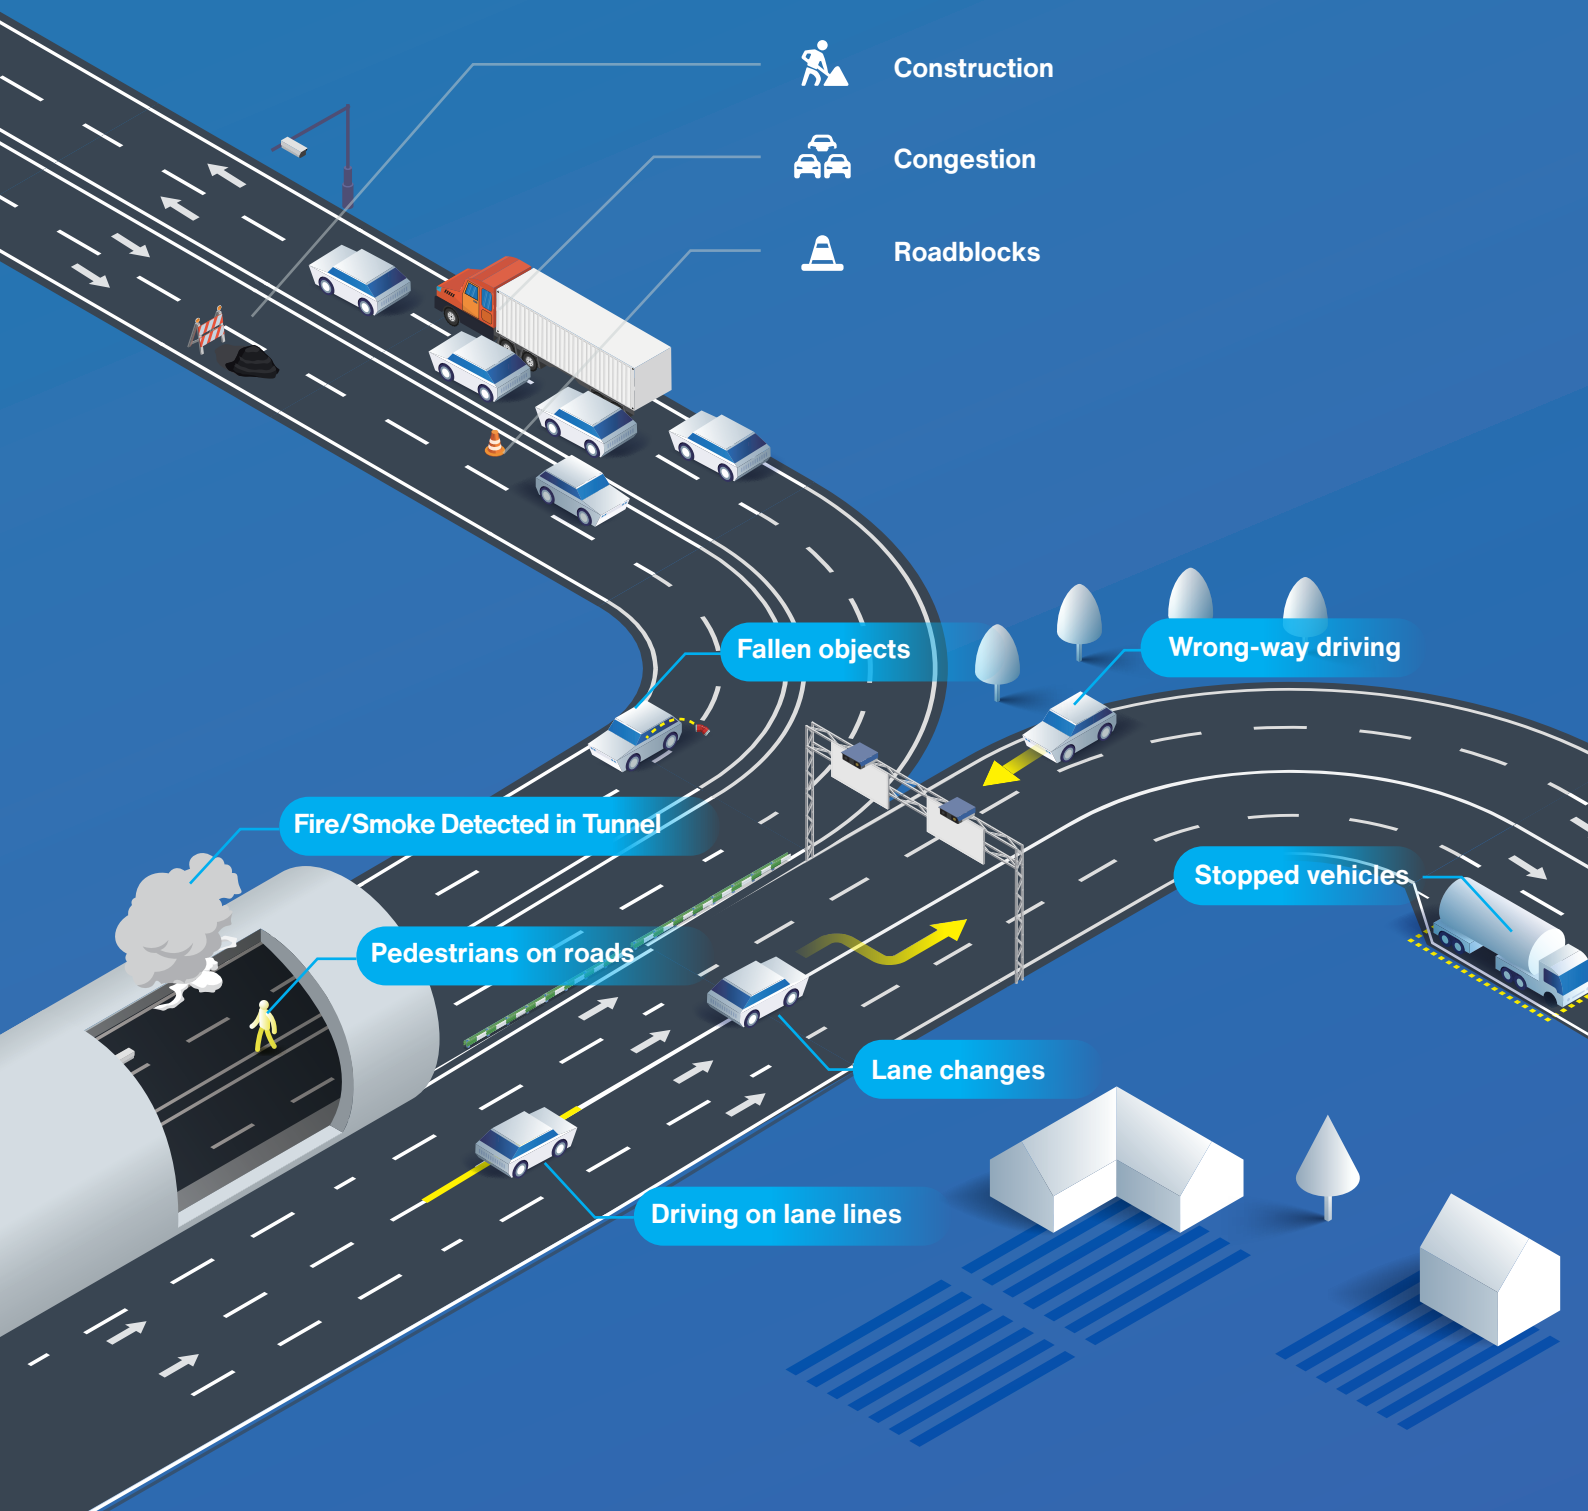 Construction
Congestion
Roadblocks
Fallen objects
Wrong-way driving
Fire/Smoke Detected in Tunnel
Stopped vehicles
Pedestrians on roads
Lane changes
Driving on lane lines